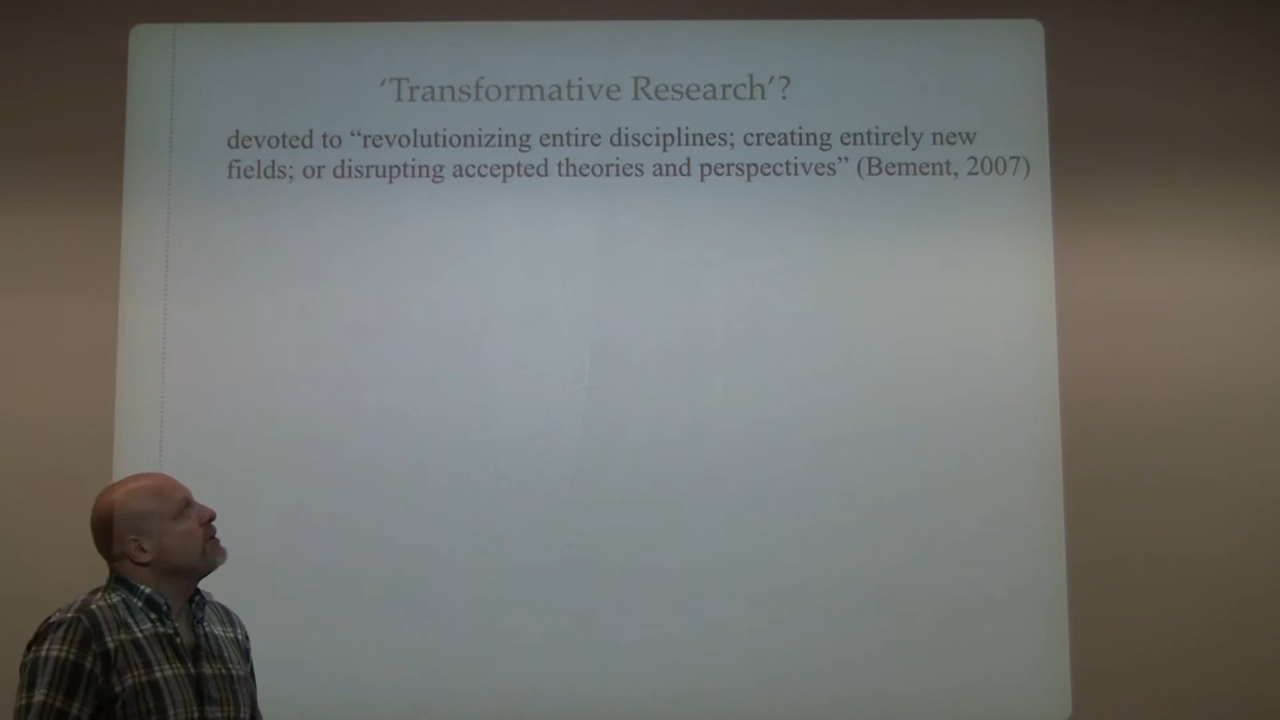 ‘Transformative Research’?
devoted to “revolutionizing entire disciplines; creating entirely new
fields; or disrupting accepted theories and perspectives” (Bement, 2007)